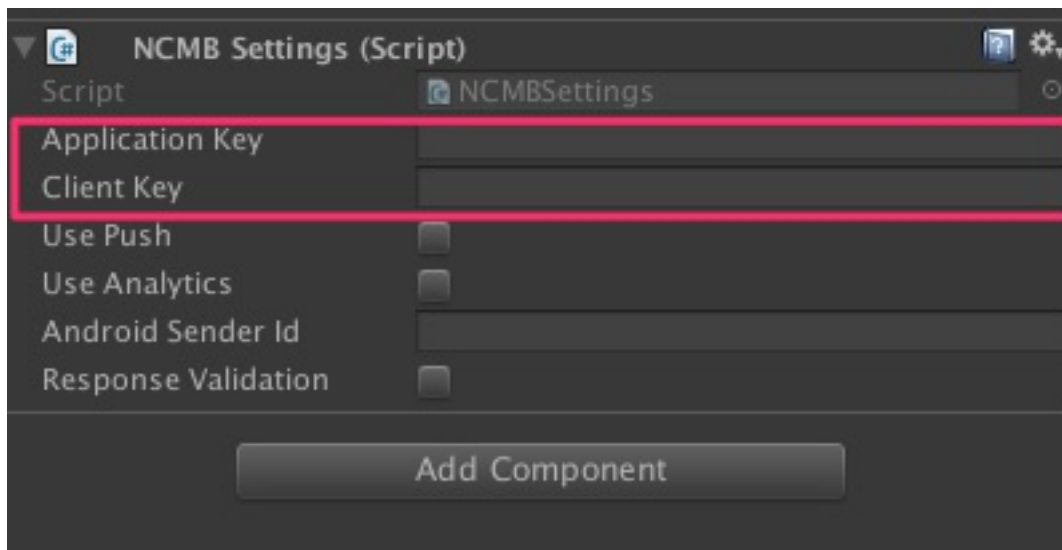 NCMB Settings (Script)
Script NCMBSettings
Application Key
Client Key
Use Push
Use Analytics
Android Sender Id
Response Validation
Add Component